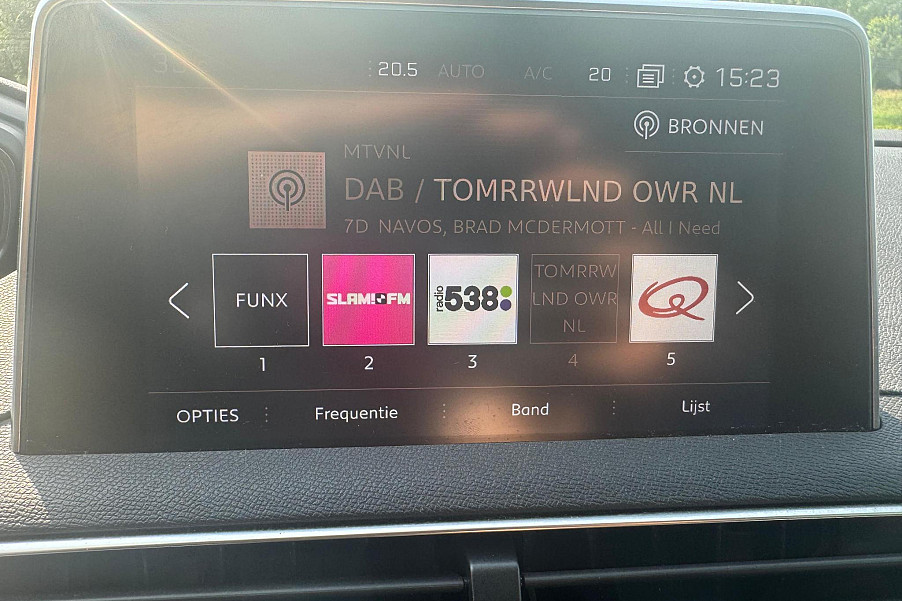 20.5 AUTO A/C 20 15:23
BRONNEN
MTVNL
DAB / TOMRRWLND OWR NL
7D NAVOS, BRAD MCDERMOTT - All I Need
FUNX
SLAM! FM
radio 538
TOMRRW
LND OWR
NL
Q
1 2 3 4 5
OPTIES Frequentie Band Lijst